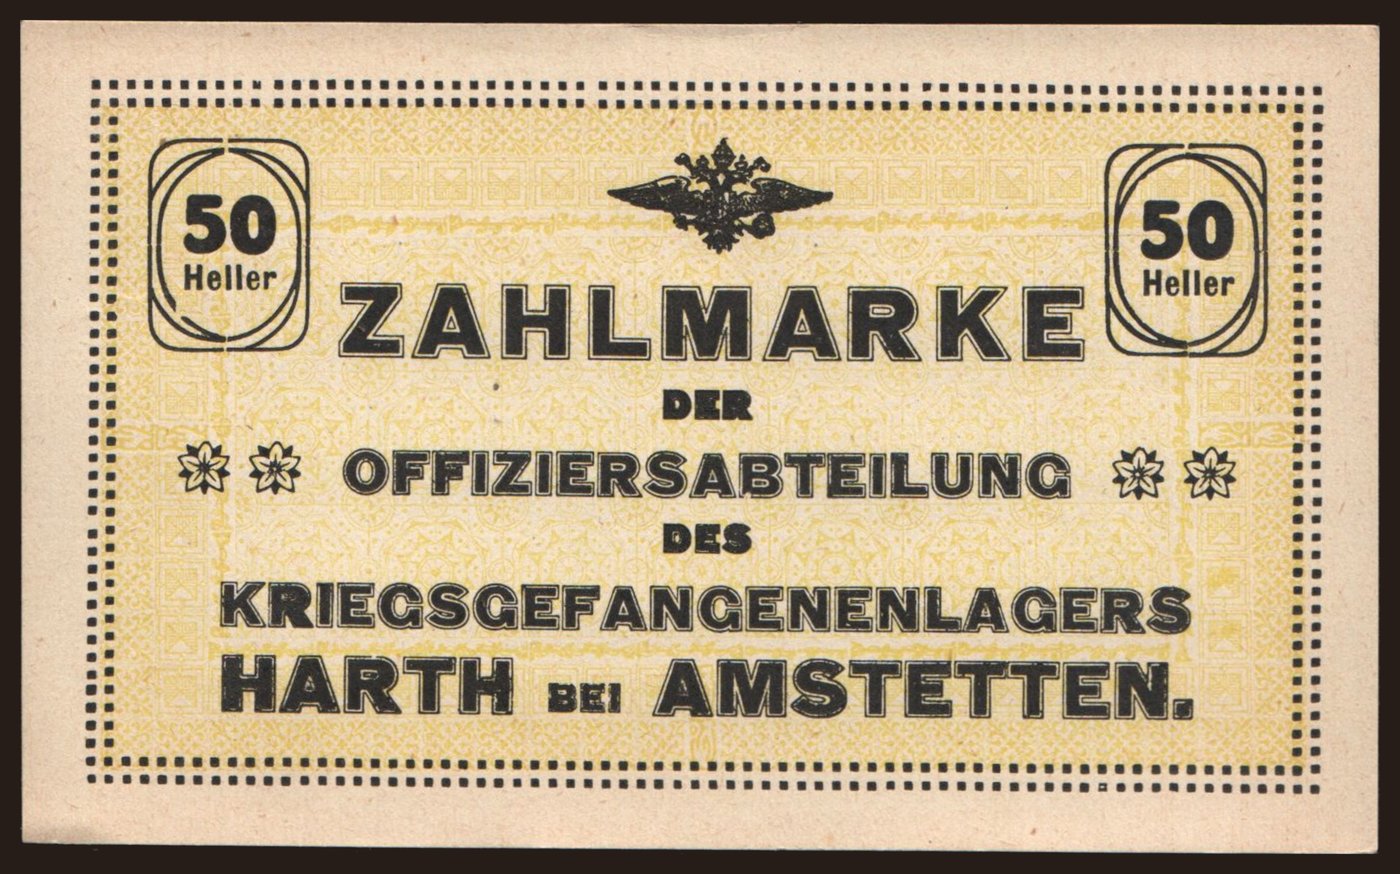 50 Heller
50 Heller
ZAHLMARKE
DER
OFFIZIERSABTEILUNG
DES
KRIEGSGEFANGENENLAGERS
HARTH BEI AMSTETTEN.